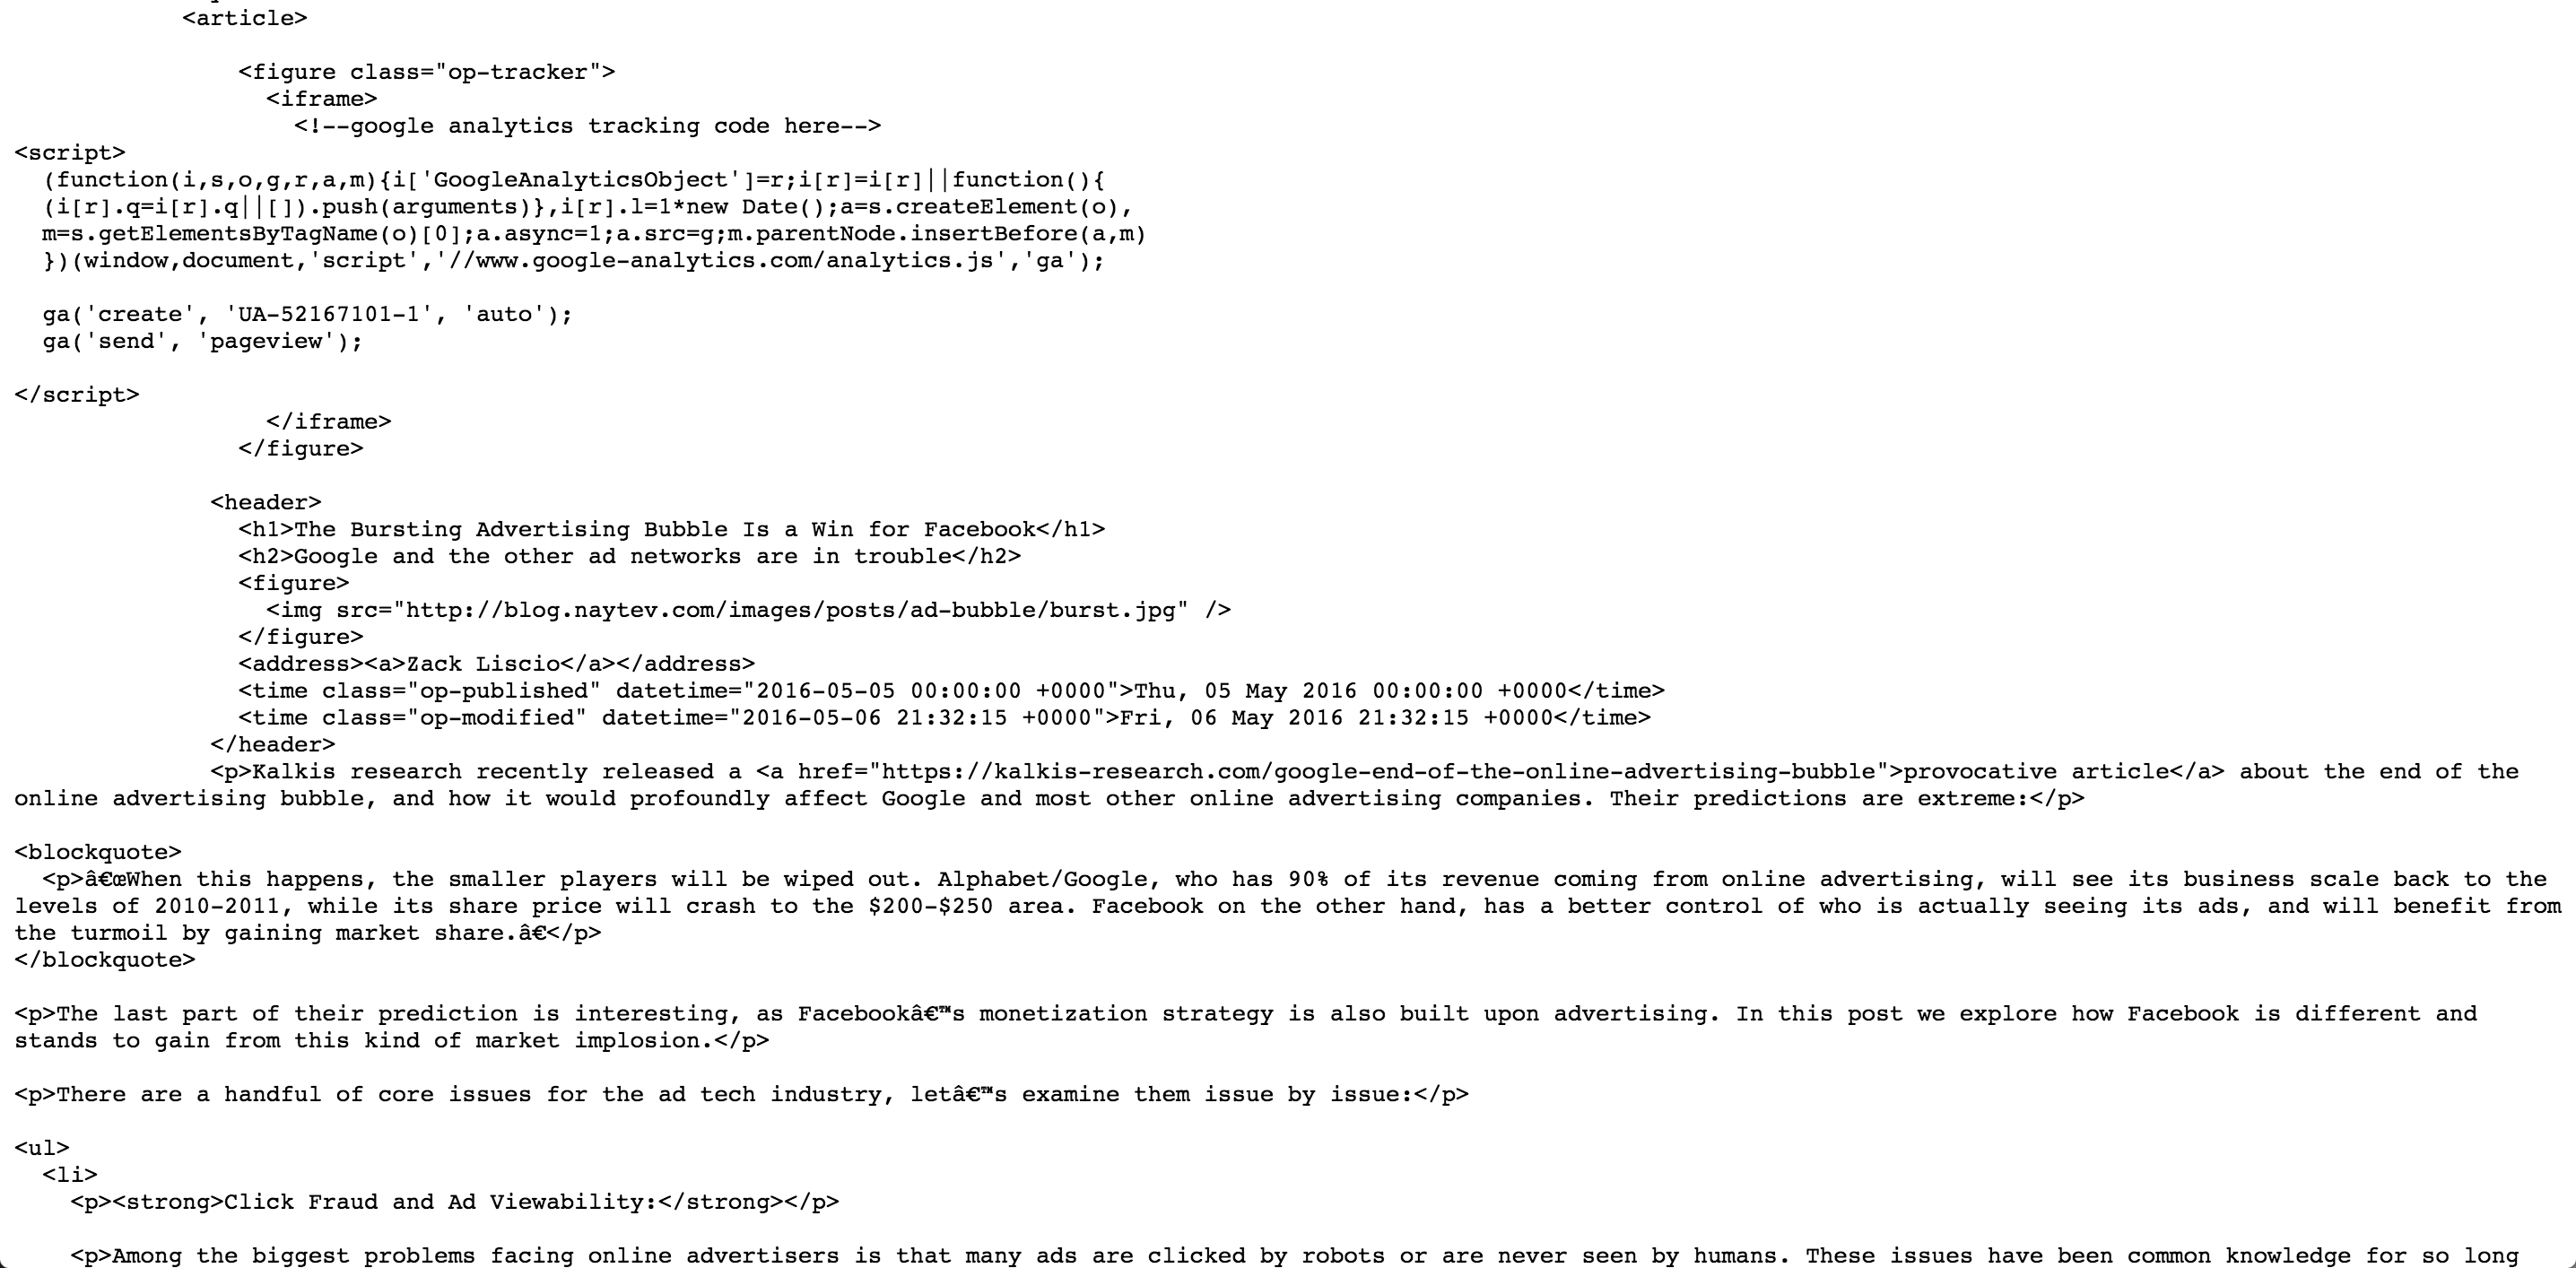 <article>
<figure class="op-tracker">
<iframe>
<!--google analytics tracking code here-->
<script>
(function(i,s,o,g,r,a,m){i['GoogleAnalyticsObject']=r;i[r]=i[r]||function(){
(i[r].q=i[r].q||[]).push(arguments)},i[r].l=1*new Date();a=s.createElement(o),
m=s.getElementsByTagName(o)[0];a.async=1;a.src=g;m.parentNode.insertBefore(a,m)
})(window,document,'script','//www.google-analytics.com/analytics.js','ga');
ga('create', 'UA-52167101-1', 'auto');
ga('send', 'pageview');
</script>
</iframe>
</figure>
<header>
<h1>The Bursting Advertising Bubble Is a Win for Facebook</h1>
<h2>Google and the other ad networks are in trouble</h2>
<figure>
<img src="http://blog.naytev.com/images/posts/ad-bubble/burst.jpg" />
</figure>
<address><a>Zack Liscio</a></address>
<time class="op-published" datetime="2016-05-05 00:00:00 +0000">Thu, 05 May 2016 00:00:00 +0000</time>
<time class="op-modified" datetime="2016-05-06 21:32:15 +0000">Fri, 06 May 2016 21:32:15 +0000</time>
</header>
<p>Kalkis research recently released a <a href="https://kalkis-research.com/google-end-of-the-online-advertising-bubble">provocative article</a> about the end of the
online advertising bubble, and how it would profoundly affect Google and most other online advertising companies. Their predictions are extreme:</p>
<blockquote>
<p>â€œWhen this happens, the smaller players will be wiped out. Alphabet/Google, who has 90% of its revenue coming from online advertising, will see its business scale back to the
levels of 2010-2011, while its share price will crash to the $200-$250 area. Facebook on the other hand, has a better control of who is actually seeing its ads, and will benefit from
the turmoil by gaining market share.â€</p>
</blockquote>
<p>The last part of their prediction is interesting, as Facebookâ€™s monetization strategy is also built upon advertising. In this post we explore how Facebook is different and
stands to gain from this kind of market implosion.</p>
<p>There are a handful of core issues for the ad tech industry, letâ€™s examine them issue by issue:</p>
<ul>
<li>
<p><strong>Click Fraud and Ad Viewability:</strong></p>
<p>Among the biggest problems facing online advertisers is that many ads are clicked by robots or are never seen by humans. These issues have been common knowledge for so long